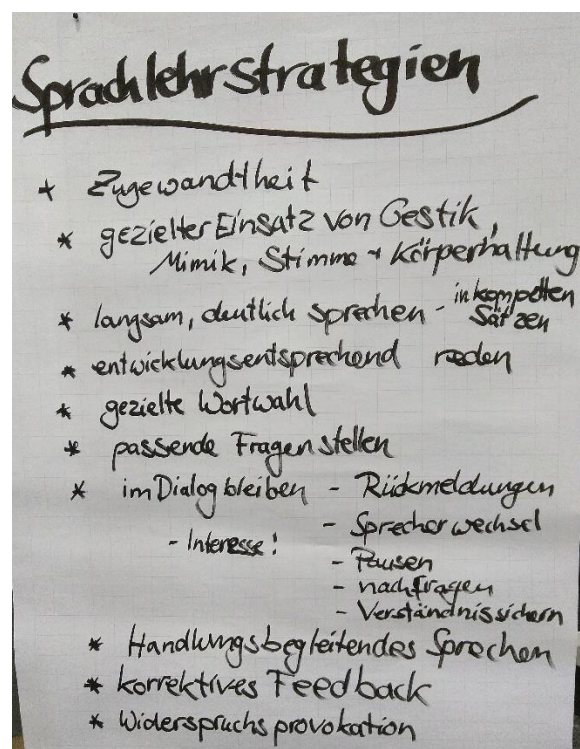 Sprachlehrstrategien
* Zugewandtheit
* gezielter Einsatz von Gestik,
Mimik, Stimme + Körperhaltung
* langsam, deutlich sprechen - in kompetten Sätzen
* entwicklungsentsprechend reden
* gezielte Wortwahl
* passende Fragen stellen
* im Dialog bleiben - Rückmeldungen
- Sprecherwechsel
- Interesse!
- Pausen
- nachfragen
- Verständnis sichern
* Handlungsbegleitendes Sprechen
* korrektives Feedback
* Widerspruchsprovokation